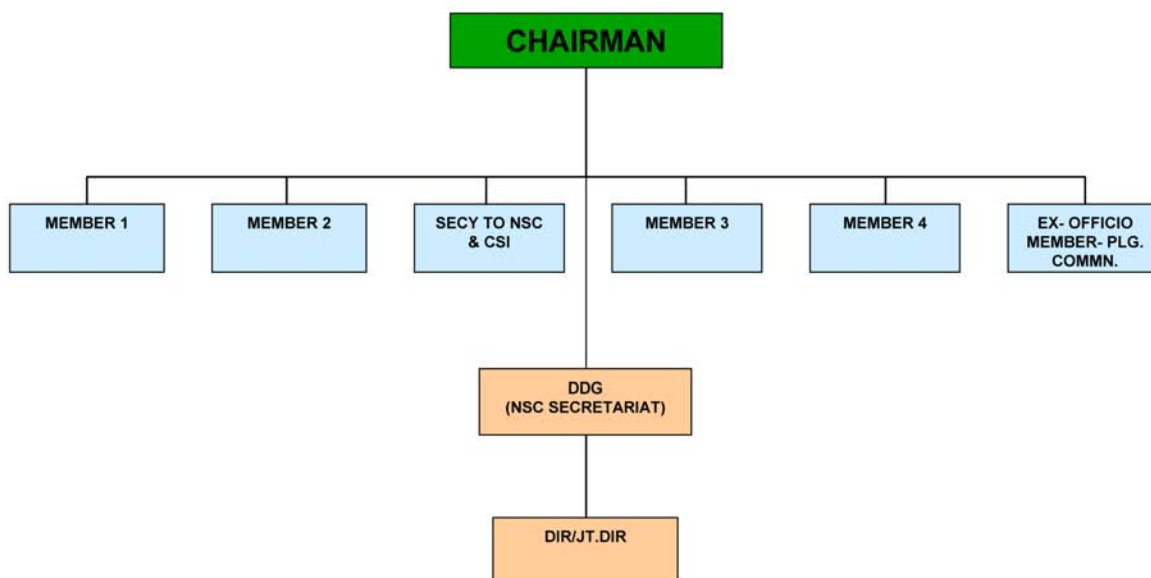 CHAIRMAN
MEMBER 1
MEMBER 2
SECY TO NSC
& CSI
MEMBER 3
MEMBER 4
EX- OFFICIO
MEMBER- PLG.
COMMN.
DDG
(NSC SECRETARIAT)
DIR/JT.DIR